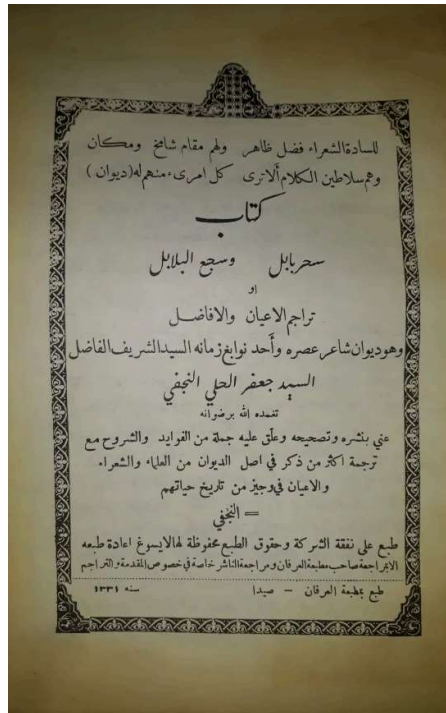 للسادة الشعراء فضل ظاهر ولهم مقام شامخ ومكان
وهم سلاطين الكلام ألا ترى كل امرىء منهم له (ديوان)
كتاب
سحر بابل وسجع البلابل
او
تراجم الاعيان والافاضل
وهو ديوان شاعر عصره وأحد نوابغ زمانه السيد الشريف الفاضل
السيد جعفر الحلي النجفي
تغمده الله برضوانه
عني بنشره وتصحيحه وعلق عليه جملة من الفوايد والشروح مع
ترجمة اكثر من ذكر في اصل الديوان من العلماء والشعراء
والاعيان في وجيز من تاريخ حياتهم
= النجفي
طبع على نفقة الشركة وحقوق الطبع محفوظة لها لا يسوغ اعادة طبعه
الا بمراجعة صاحب مطبعة العرفان ومراجعة الناشر خاصة في خصوص المقدمة والتراجم
طبع بمطبعة العرفان — صيدا سنه ١٣٣١